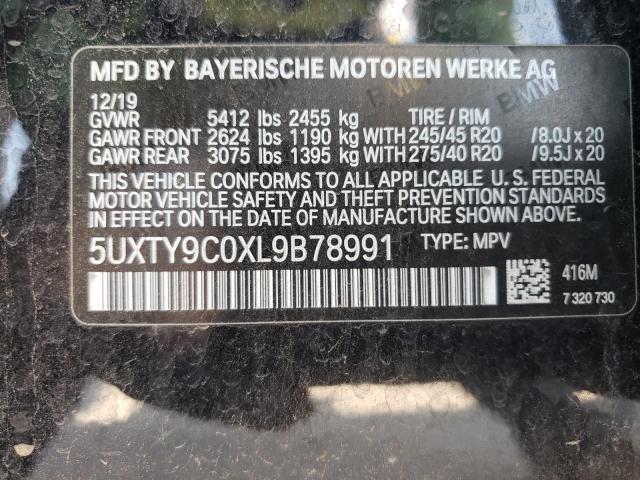 MFD BY BAYERISCHE MOTOREN WERKE AG
12/19
GVWR 5412 lbs 2455 kg TIRE / RIM
GAWR FRONT 2624 lbs 1190 kg WITH 245/45 R20 /8.0J x 20
GAWR REAR 3075 lbs 1395 kg WITH 275/40 R20 /9.5J x 20
THIS VEHICLE CONFORMS TO ALL APPLICABLE U. S. FEDERAL
MOTOR VEHICLE SAFETY AND THEFT PREVENTION STANDARDS
IN EFFECT ON THE DATE OF MANUFACTURE SHOWN ABOVE.
5UXTY9C0XL9B78991 TYPE: MPV
416M
7 320 730
BMW